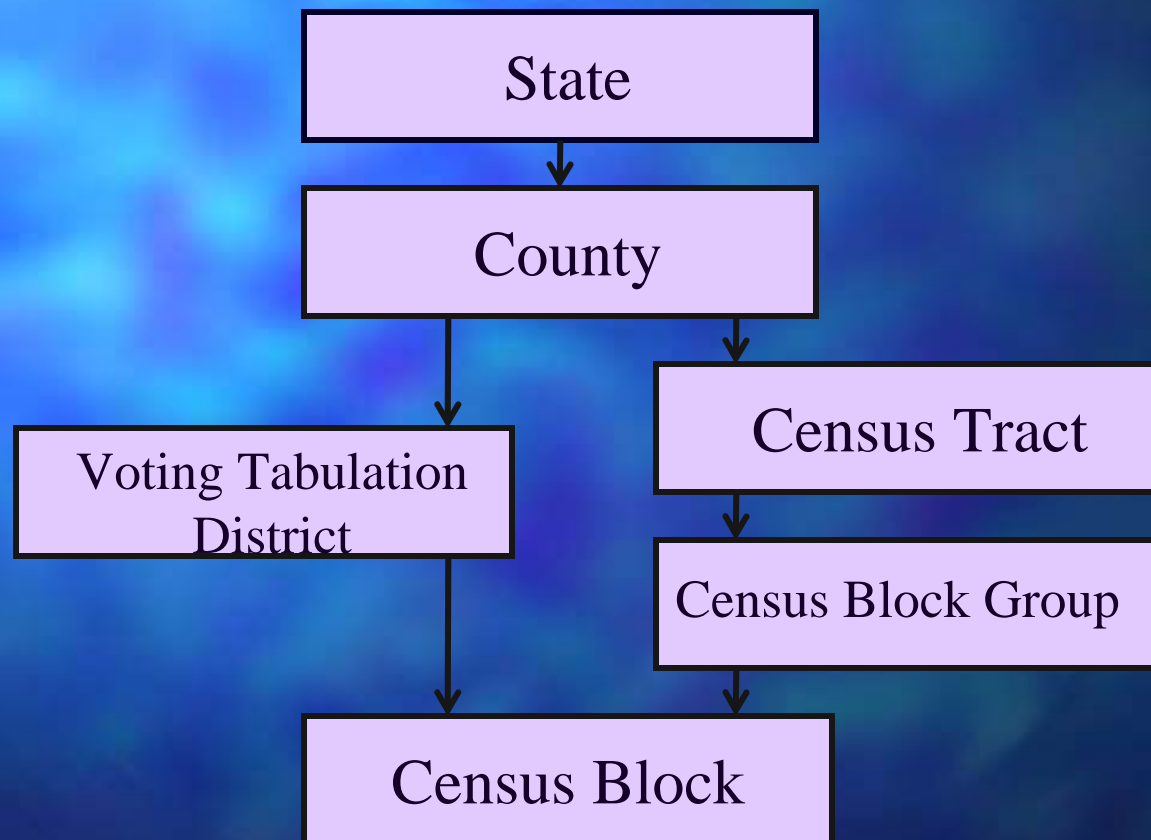 State
County
Census Tract
Voting Tabulation
District
Census Block Group
Census Block